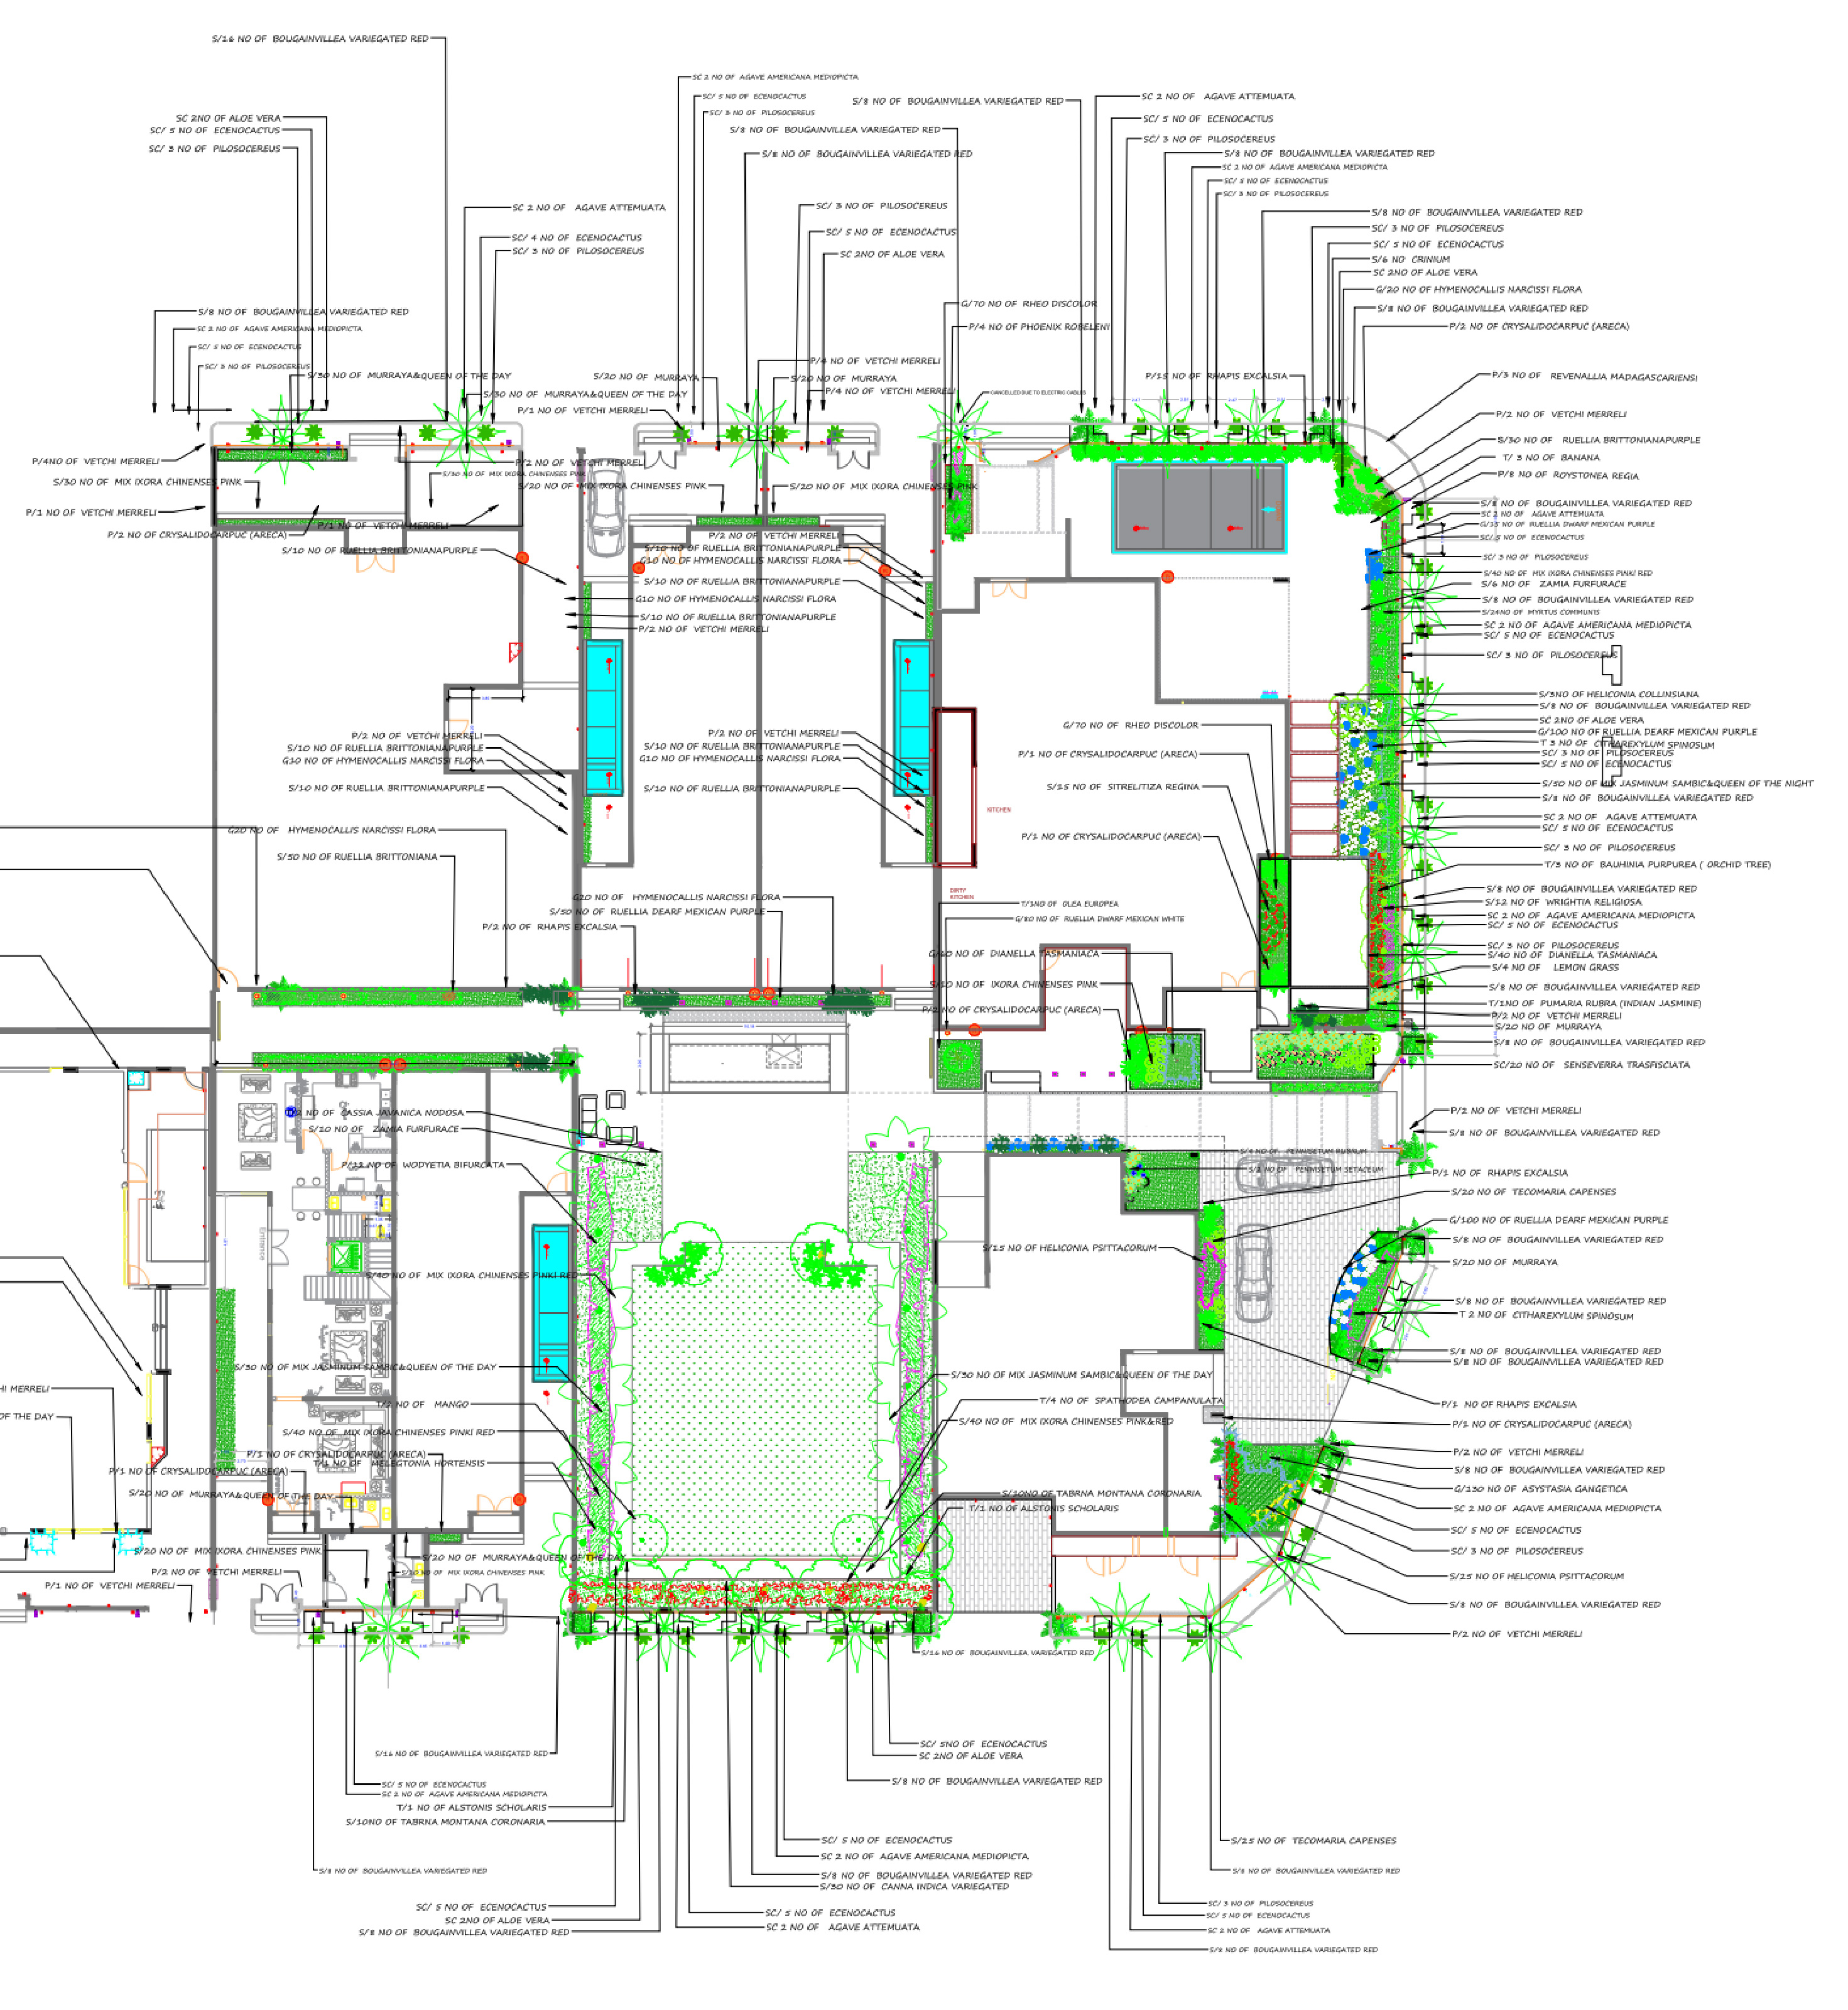 S/16 NO OF BOUGAINVILLEA VARIEGATED RED
SC 2 NO OF AGAVE AMERICANA MEDIOPICTA
SC/ 5 NO OF ECENOCACTUS
SC/ 3 NO OF PILOSOCEREUS
S/8 NO OF BOUGAINVILLEA VARIEGATED RED
S/8 NO OF BOUGAINVILLEA VARIEGATED RED
S/8 NO OF BOUGAINVILLEA VARIEGATED RED
SC 2 NO OF AGAVE ATTEMUATA
SC/ 5 NO OF ECENOCACTUS
SC/ 3 NO OF PILOSOCEREUS
S/8 NO OF BOUGAINVILLEA VARIEGATED RED
SC 2 NO OF AGAVE AMERICANA MEDIOPICTA
SC/ 5 NO OF ECENOCACTUS
SC/ 3 NO OF PILOSOCEREUS
SC 2NO OF ALOE VERA
SC/ 5 NO OF ECENOCACTUS
SC/ 3 NO OF PILOSOCEREUS
SC 2 NO OF AGAVE ATTEMUATA
SC/ 4 NO OF ECENOCACTUS
SC/ 3 NO OF PILOSOCEREUS
SC/ 3 NO OF PILOSOCEREUS
SC/ 5 NO OF ECENOCACTUS
SC 2NO OF ALOE VERA
S/8 NO OF BOUGAINVILLEA VARIEGATED RED
SC/ 3 NO OF PILOSOCEREUS
SC/ 5 NO OF ECENOCACTUS
S/6 NO CRINIUM
SC 2NO OF ALOE VERA
G/20 NO OF HYMENOCALLIS NARCISSI FLORA
S/8 NO OF BOUGAINVILLEA VARIEGATED RED
P/2 NO OF CRYSALIDOCARPUC (ARECA)
S/8 NO OF BOUGAINVILLEA VARIEGATED RED
SC 2 NO OF AGAVE AMERICANA MEDIOPICTA
SC/ 5 NO OF ECENOCACTUS
SC/ 3 NO OF PILOSOCEREUS
S/30 NO OF MURRAYA&QUEEN OF THE DAY
S/30 NO OF MURRAYA&QUEEN OF THE DAY
P/1 NO OF VETCHI MERRELI
S/20 NO OF MURRAYA
P/4 NO OF VETCHI MERRELI
S/20 NO OF MURRAYA
P/4 NO OF VETCHI MERRELI
G/70 NO OF RHEO DISCOLOR
P/4 NO OF PHOENIX ROBELENI
CANCELLED DUE TO ELECTRIC CABLES
P/15 NO OF RHAPIS EXCALSIA
P/3 NO OF REVENALLIA MADAGASCARIENSI
P/2 NO OF VETCHI MERRELI
S/30 NO OF RUELLIA BRITTONIANAPURPLE
T/ 3 NO OF BANANA
P/8 NO OF ROYSTONEA REGIA
P/4NO OF VETCHI MERRELI
S/30 NO OF MIX IXORA CHINENSES PINK
P/1 NO OF VETCHI MERRELI
P/2 NO OF CRYSALIDOCARPUC (ARECA)
P/2 NO OF VETCHI MERRELI
S/30 NO OF MIX IXORA CHINENSES PINK
S/20 NO OF MIX IXORA CHINENSES PINK
S/20 NO OF MIX IXORA CHINENSES PINK
P/1 NO OF VETCHI MERRELI
S/10 NO OF RUELLIA BRITTONIANAPURPLE
P/2 NO OF VETCHI MERRELI
S/10 NO OF RUELLIA BRITTONIANAPURPLE
G10 NO OF HYMENOCALLIS NARCISSI FLORA
S/10 NO OF RUELLIA BRITTONIANAPURPLE
G10 NO OF HYMENOCALLIS NARCISSI FLORA
S/10 NO OF RUELLIA BRITTONIANAPURPLE
P/2 NO OF VETCHI MERRELI
S/8 NO OF BOUGAINVILLEA VARIEGATED RED
SC 2 NO OF AGAVE ATTEMUATA
G/15 NO OF RUELLIA DWARF MEXICAN PURPLE
SC/ 5 NO OF ECENOCACTUS
SC/ 3 NO OF PILOSOCEREUS
S/40 NO OF MIX IXORA CHINENSES PINKI RED
S/6 NO OF ZAMIA FURFURACE
S/8 NO OF BOUGAINVILLEA VARIEGATED RED
S/24NO OF MYRTUS COMMUNIS
SC 2 NO OF AGAVE AMERICANA MEDIOPICTA
SC/ 5 NO OF ECENOCACTUS
SC/ 3 NO OF PILOSOCEREUS
S/3NO OF HELICONIA COLLINSIANA
S/8 NO OF BOUGAINVILLEA VARIEGATED RED
SC 2NO OF ALOE VERA
G/100 NO OF RUELLIA DEARF MEXICAN PURPLE
T 3 NO OF CITHAREXYLUM SPINOSUM
SC/ 3 NO OF PILOSOCEREUS
SC/ 5 NO OF ECENOCACTUS
S/50 NO OF MIX JASMINUM SAMBIC&QUEEN OF THE NIGHT
S/8 NO OF BOUGAINVILLEA VARIEGATED RED
SC 2 NO OF AGAVE ATTEMUATA
SC/ 5 NO OF ECENOCACTUS
SC/ 3 NO OF PILOSOCEREUS
T/3 NO OF BAUHINIA PURPUREA ( ORCHID TREE)
S/8 NO OF BOUGAINVILLEA VARIEGATED RED
S/12 NO OF WRIGHTIA RELIGIOSA
SC 2 NO OF AGAVE AMERICANA MEDIOPICTA
SC/ 5 NO OF ECENOCACTUS
SC/ 3 NO OF PILOSOCEREUS
S/40 NO OF DIANELLA TASMANIACA
S/4 NO OF LEMON GRASS
S/8 NO OF BOUGAINVILLEA VARIEGATED RED
T/1NO OF PUMARIA RUBRA (INDIAN JASMINE)
P/2 NO OF VETCHI MERRELI
S/20 NO OF MURRAYA
S/8 NO OF BOUGAINVILLEA VARIEGATED RED
SC/20 NO OF SENSEVERRA TRASFISCIATA
P/2 NO OF VETCHI MERRELI
S/10 NO OF RUELLIA BRITTONIANAPURPLE
G10 NO OF HYMENOCALLIS NARCISSI FLORA
S/10 NO OF RUELLIA BRITTONIANAPURPLE
P/2 NO OF VETCHI MERRELI
S/10 NO OF RUELLIA BRITTONIANAPURPLE
G10 NO OF HYMENOCALLIS NARCISSI FLORA
S/10 NO OF RUELLIA BRITTONIANAPURPLE
G/70 NO OF RHEO DISCOLOR
P/1 NO OF CRYSALIDOCARPUC (ARECA)
S/15 NO OF SITRELITIZA REGINA
P/1 NO OF CRYSALIDOCARPUC (ARECA)
KITCHEN
DIRTY
KITCHEN
G20 NO OF HYMENOCALLIS NARCISSI FLORA
S/50 NO OF RUELLIA BRITTONIANA
G20 NO OF HYMENOCALLIS NARCISSI FLORA
S/50 NO OF RUELLIA DEARF MEXICAN PURPLE
P/2 NO OF RHAPIS EXCALSIA
T/1NO OF OLEA EUROPEA
G/80 NO OF RUELLIA DWARF MEXICAN WHITE
NO OF DIANELLA TASMANIACA
S/10 NO OF IXORA CHINENSES PINK
P/2 NO OF CRYSALIDOCARPUC (ARECA)
NO OF CASSIA JAVANICA NODOSA
S/20 NO OF ZAMIA FURFURACE
P/12 NO OF WODYETIA BIFURCATA
Entrance
S/40 NO OF MIX IXORA CHINENSES PINKI RED
S/30 NO OF MIX JASMINUM SAMBIC&QUEEN OF THE DAY
NO OF MANGO
S/40 NO OF MIX IXORA CHINENSES PINKI RED
P/1 NO OF CRYSALIDOCARPUC (ARECA)
T/1 NO OF MELEGTONIA HORTENSIS
P/1 NO OF CRYSALIDOCARPUC (ARECA)
S/20 NO OF MURRAYA&QUEEN OF THE DAY
S/20 NO OF MIX IXORA CHINENSES PINK
P/2 NO OF VETCHI MERRELI
P/1 NO OF VETCHI MERRELI
S/20 NO OF MURRAYA&QUEEN OF THE DAY
NO OF MIX IXORA CHINENSES PINK
HI MERRELI
OF THE DAY
S/4 NO OF PENNISETUM RUBRUM
S/2 NO OF PENNISETUM SETACEUM
S/15 NO OF HELICONIA PSITTACORUM
S/30 NO OF MIX JASMINUM SAMBIC&QUEEN OF THE DAY
T/4 NO OF SPATHODEA CAMPANULATA
S/40 NO OF MIX IXORA CHINENSES PINK&RED
S/10NO OF TABRNA MONTANA CORONARIA
T/1 NO OF ALSTONIS SCHOLARIS
P/2 NO OF VETCHI MERRELI
S/8 NO OF BOUGAINVILLEA VARIEGATED RED
P/1 NO OF RHAPIS EXCALSIA
S/20 NO OF TECOMARIA CAPENSES
G/100 NO OF RUELLIA DEARF MEXICAN PURPLE
S/8 NO OF BOUGAINVILLEA VARIEGATED RED
S/20 NO OF MURRAYA
S/8 NO OF BOUGAINVILLEA VARIEGATED RED
T 2 NO OF CITHAREXYLUM SPINOSUM
S/8 NO OF BOUGAINVILLEA VARIEGATED RED
S/8 NO OF BOUGAINVILLEA VARIEGATED RED
P/1 NO OF RHAPIS EXCALSIA
P/1 NO OF CRYSALIDOCARPUC (ARECA)
P/2 NO OF VETCHI MERRELI
S/8 NO OF BOUGAINVILLEA VARIEGATED RED
G/130 NO OF ASYSTASIA GANGETICA
SC 2 NO OF AGAVE AMERICANA MEDIOPICTA
SC/ 5 NO OF ECENOCACTUS
SC/ 3 NO OF PILOSOCEREUS
S/25 NO OF HELICONIA PSITTACORUM
S/8 NO OF BOUGAINVILLEA VARIEGATED RED
P/2 NO OF VETCHI MERRELI
S/16 NO OF BOUGAINVILLEA VARIEGATED RED
S/16 NO OF BOUGAINVILLEA VARIEGATED RED
SC/ 5 NO OF ECENOCACTUS
SC 2 NO OF AGAVE AMERICANA MEDIOPICTA
T/1 NO OF ALSTONIS SCHOLARIS
S/10NO OF TABRNA MONTANA CORONARIA
S/8 NO OF BOUGAINVILLEA VARIEGATED RED
SC/ 5 NO OF ECENOCACTUS
SC 2NO OF ALOE VERA
S/8 NO OF BOUGAINVILLEA VARIEGATED RED
SC/ 5NO OF ECENOCACTUS
SC 2NO OF ALOE VERA
S/8 NO OF BOUGAINVILLEA VARIEGATED RED
SC/ 5 NO OF ECENOCACTUS
SC 2 NO OF AGAVE AMERICANA MEDIOPICTA
S/8 NO OF BOUGAINVILLEA VARIEGATED RED
S/30 NO OF CANNA INDICA VARIEGATED
SC/ 5 NO OF ECENOCACTUS
SC 2 NO OF AGAVE ATTEMUATA
S/25 NO OF TECOMARIA CAPENSES
S/8 NO OF BOUGAINVILLEA VARIEGATED RED
SC/ 3 NO OF PILOSOCEREUS
SC/ 5 NO OF ECENOCACTUS
SC 2 NO OF AGAVE ATTEMUATA
S/8 NO OF BOUGAINVILLEA VARIEGATED RED